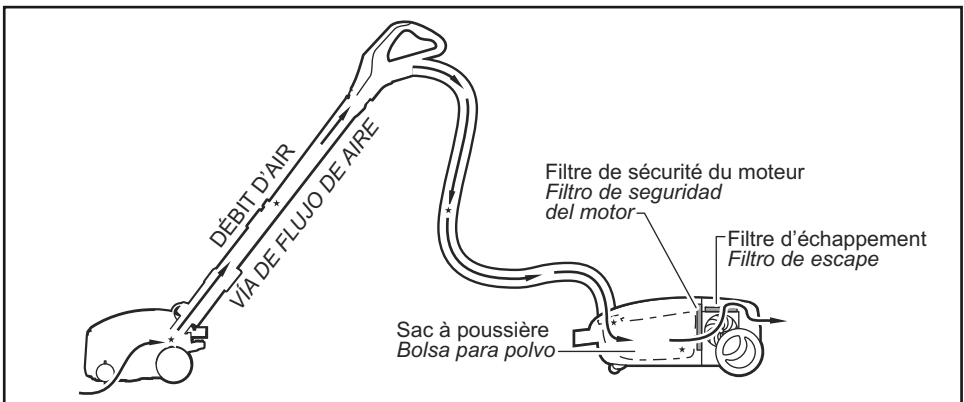 DÉBIT D'AIR
VÍA DE FLUJO DE AIRE
Filtre de sécurité du moteur
Filtro de seguridad
del motor
Filtre d'échappement
Filtro de escape
Sac à poussière
Bolsa para polvo